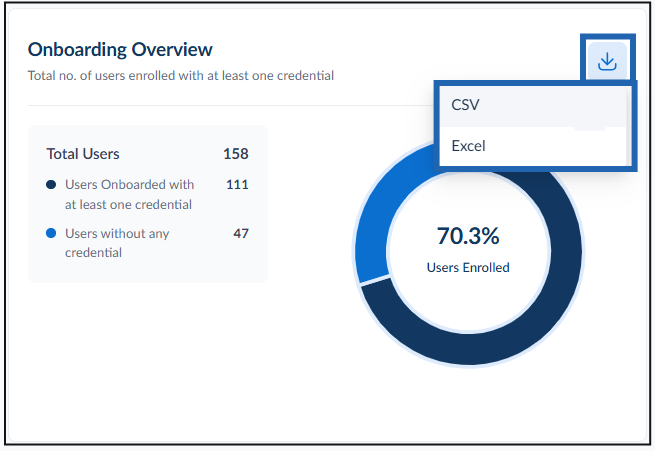 Onboarding Overview
Total no. of users enrolled with at least one credential
CSV
Excel
Total Users 158
Users Onboarded with 111
at least one credential
Users without any 47
credential
70.3%
Users Enrolled